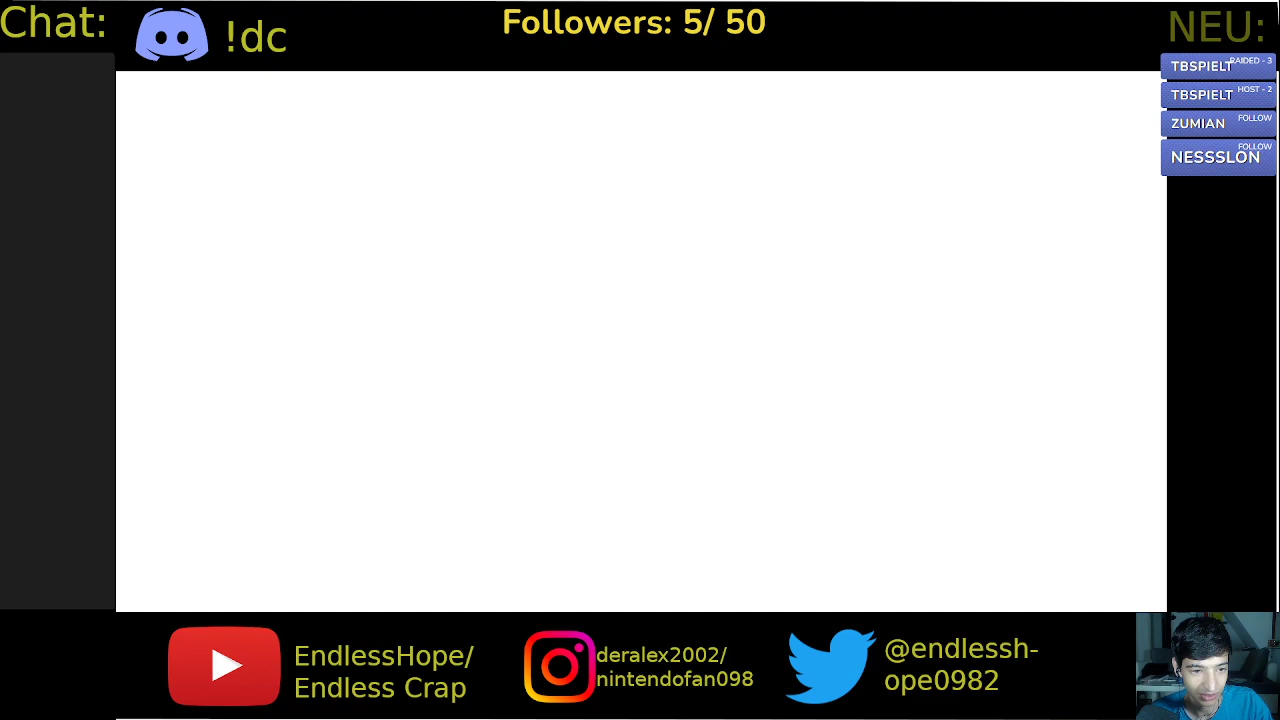 Chat:
!dc
Followers: 5/ 50
NEU:
TBSPIELT RAIDED - 3
TBSPIELT HOST - 2
ZUMIAN FOLLOW
NESSSLON FOLLOW
EndlessHope/
Endless Crap
deralex2002/
nintendofan098
@endlessh-
ope0982